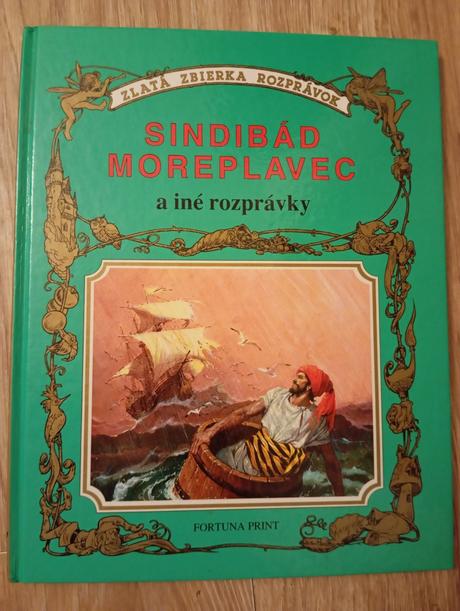 ZLATÁ ZBIERKA ROZPRÁVOK
SINDIBÁD
MOREPLAVEC
a iné rozprávky
FORTUNA PRINT